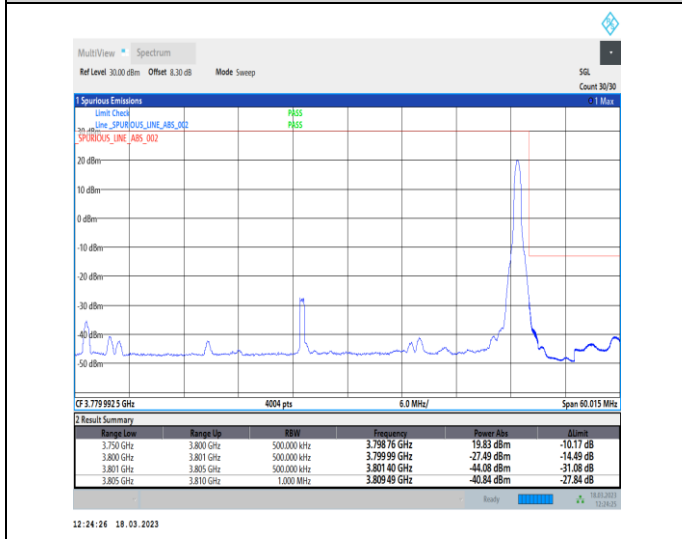 MultiView Spectrum
Ref Level 30.00 dBm Offset 8.30 dB Mode Sweep SGL
Count 30/30
1 Spurious Emissions 1 Max
Limit Check PASS
Line _SPURIOUS_LINE_ABS_002 PASS
30 dBm
SPURIOUS_LINE_ABS_002
20 dBm
10 dBm
0 dBm
-10 dBm
-20 dBm
-30 dBm
-40 dBm
-50 dBm
CF 3.779 992 5 GHz 4004 pts 6.0 MHz/ Span 60.015 MHz
2 Result Summary
Range Low Range Up RBW Frequency Power Abs ΔLimit
3.750 GHz 3.800 GHz 500.000 kHz 3.798 76 GHz 19.83 dBm -10.17 dB
3.800 GHz 3.801 GHz 500.000 kHz 3.799 99 GHz -27.49 dBm -14.49 dB
3.801 GHz 3.805 GHz 500.000 kHz 3.801 40 GHz -44.08 dBm -31.08 dB
3.805 GHz 3.810 GHz 1.000 MHz 3.809 49 GHz -40.84 dBm -27.84 dB
Ready 18.03.2023
12:24:25
12:24:26 18.03.2023